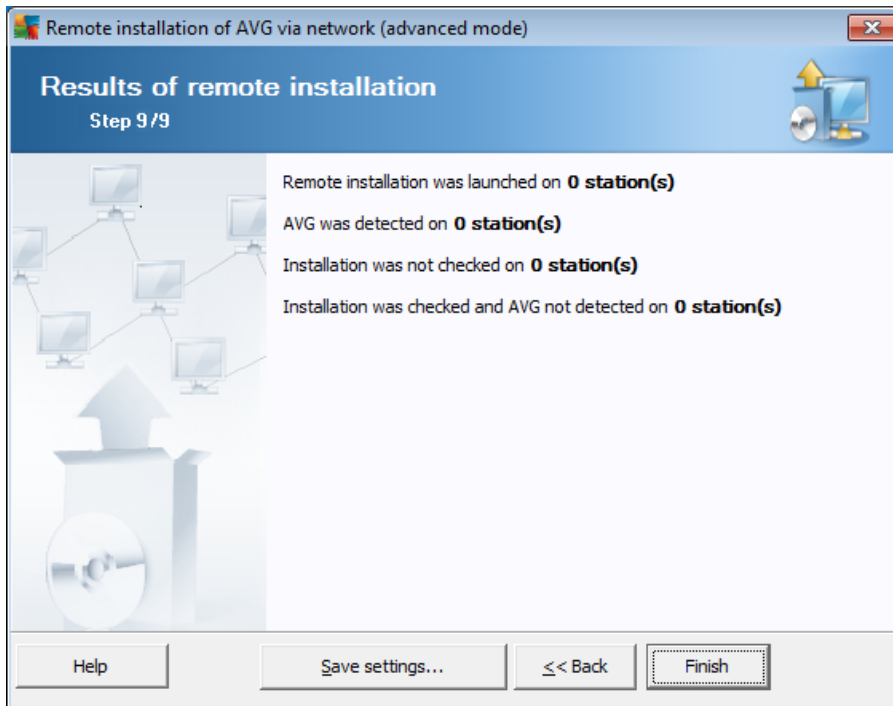 Remote installation of AVG via network (advanced mode)
Results of remote installation
Step 9/9
Remote installation was launched on 0 station(s)
AVG was detected on 0 station(s)
Installation was not checked on 0 station(s)
Installation was checked and AVG not detected on 0 station(s)
Help
Save settings...
<< Back
Finish